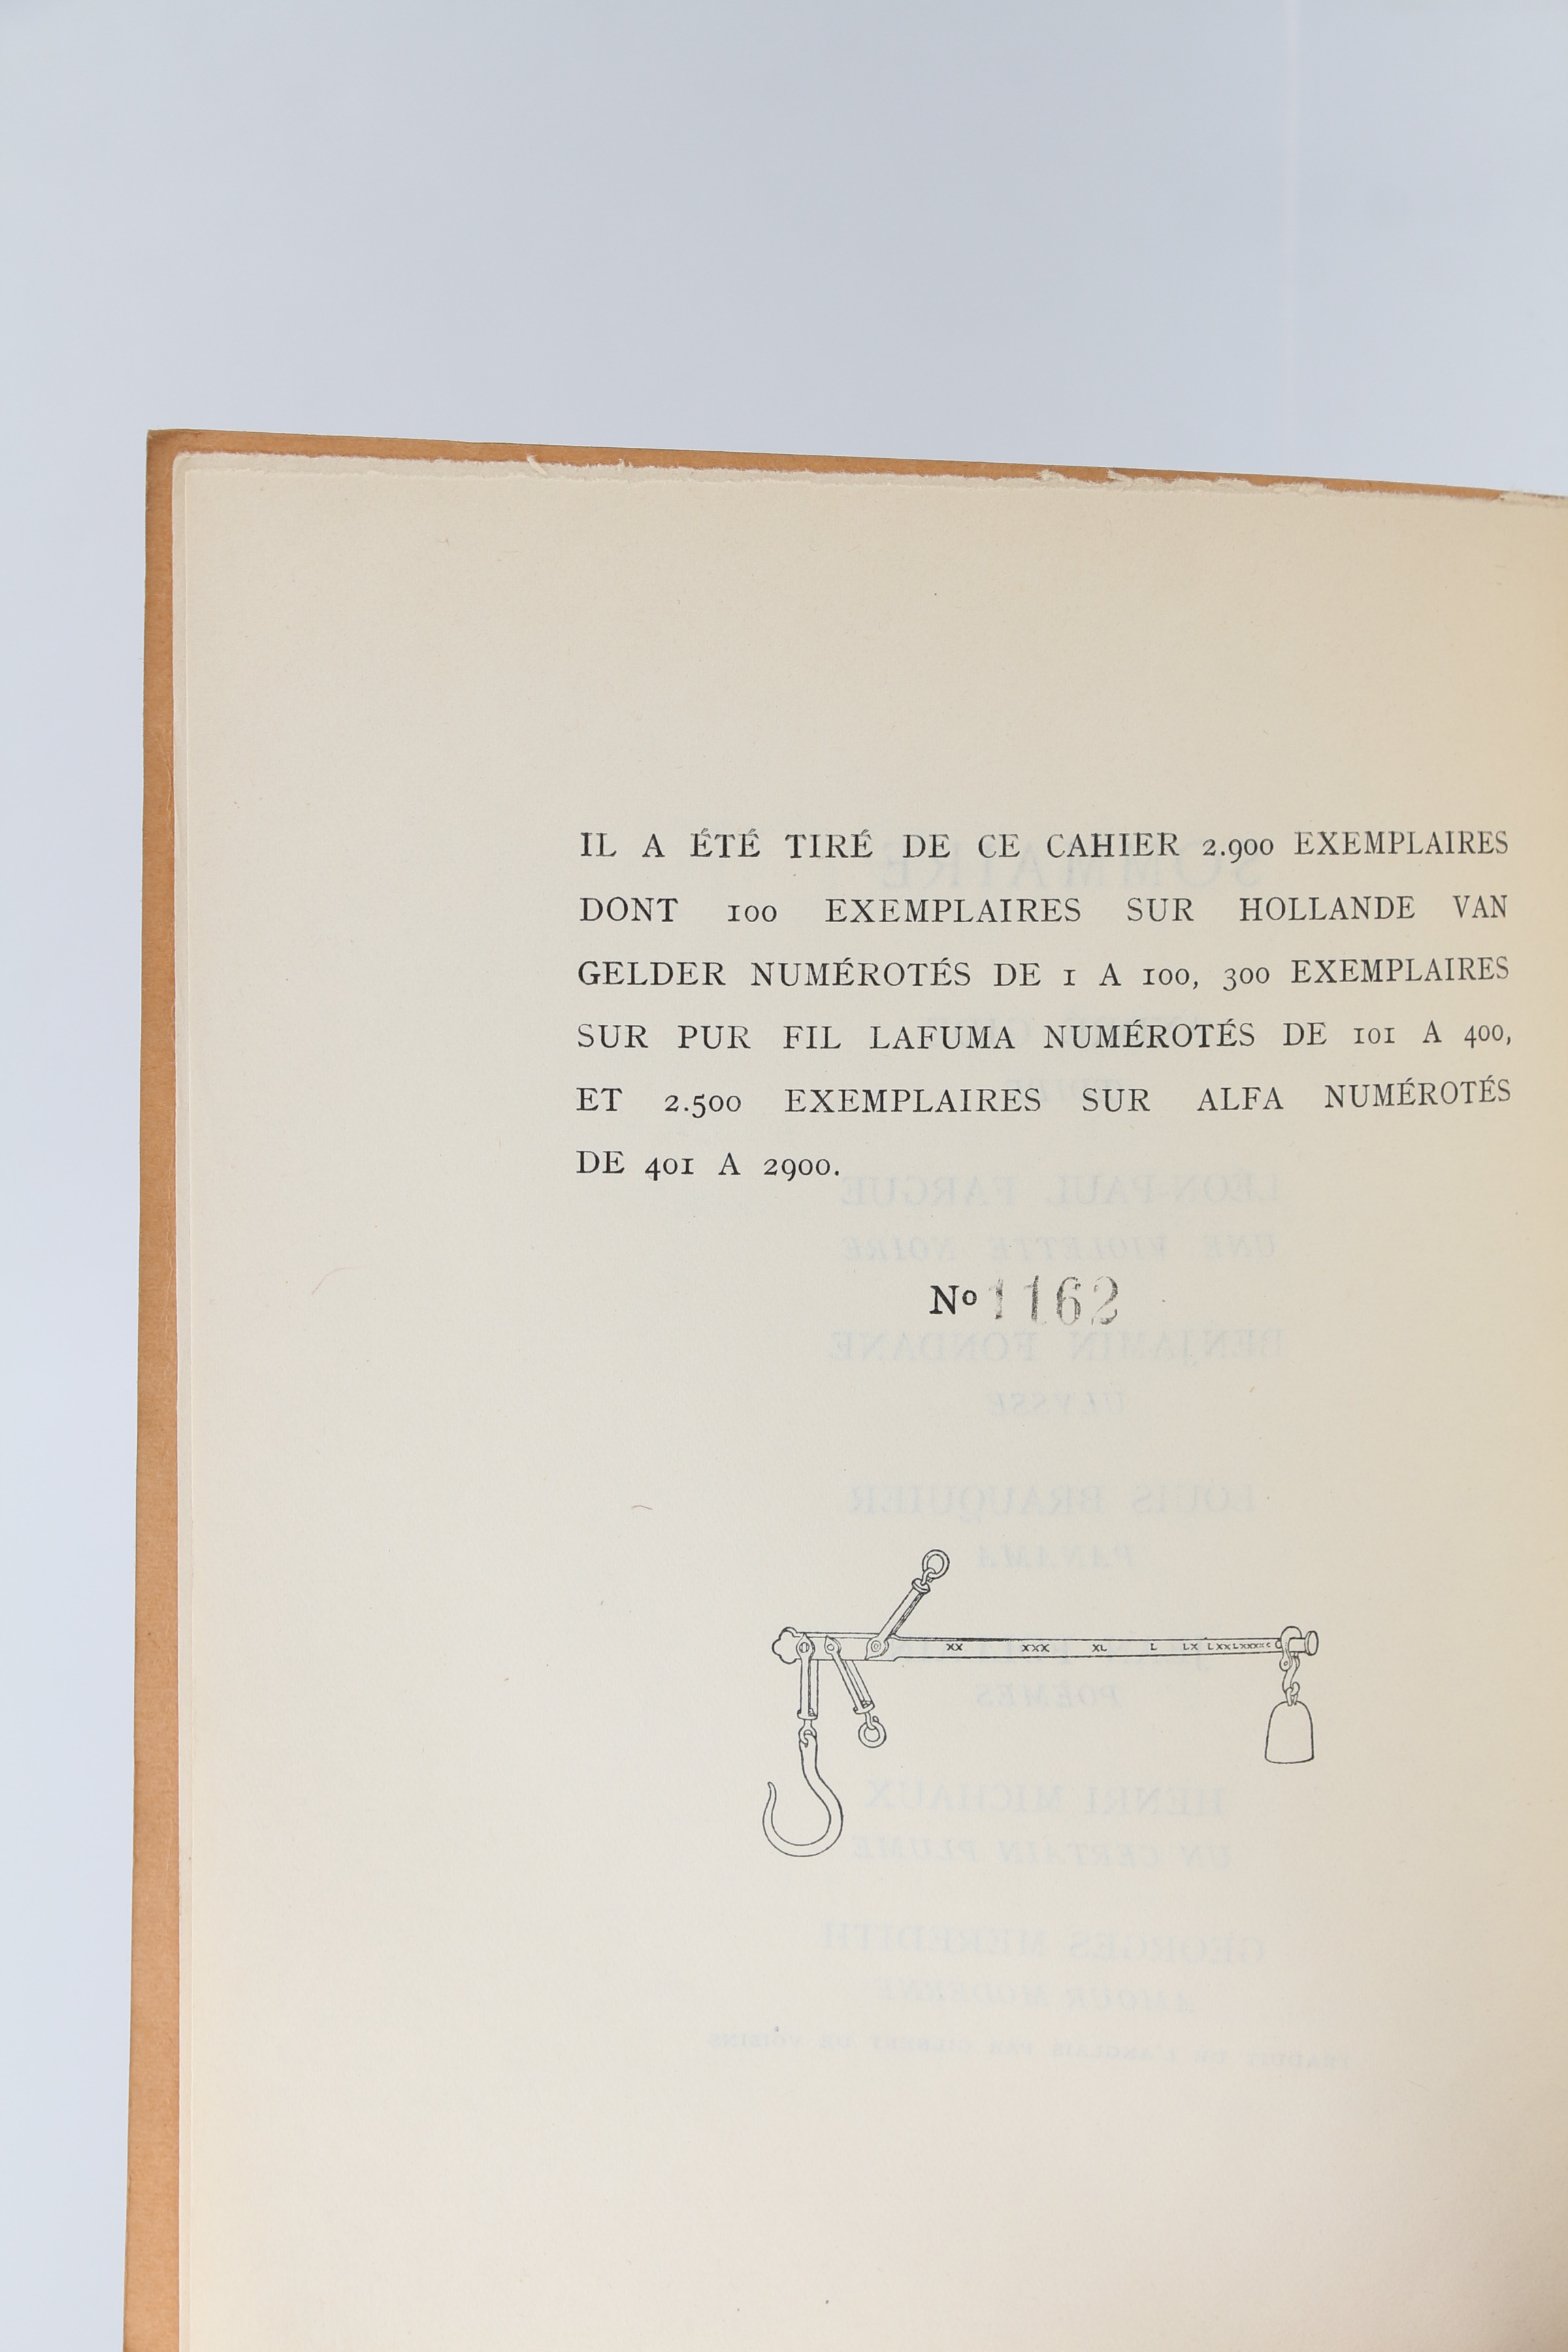 IL A ÉTÉ TIRÉ DE CE CAHIER 2.900 EXEMPLAIRES
DONT 100 EXEMPLAIRES SUR HOLLANDE VAN
GELDER NUMÉROTÉS DE 1 A 100, 300 EXEMPLAIRES
SUR PUR FIL LAFUMA NUMÉROTÉS DE 101 A 400,
ET 2.500 EXEMPLAIRES SUR ALFA NUMÉROTÉS
DE 401 A 2900.
Nº 1162
XX XXX XL L LX LXX LXXXX C